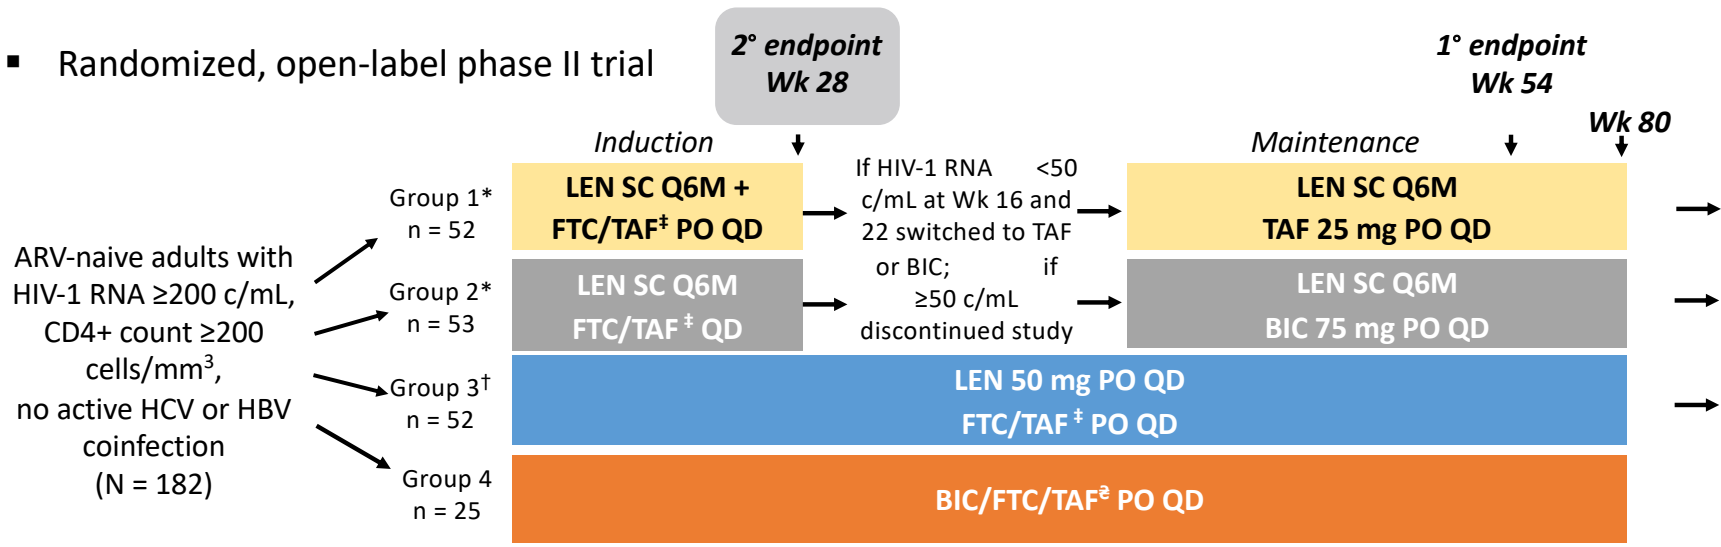 ▪ Randomized, open-label phase II trial
2° endpoint
Wk 28
1° endpoint
Wk 54
Wk 80
Induction
Maintenance
ARV-naive adults with
HIV-1 RNA ≥200 c/mL,
CD4+ count ≥200
cells/mm³,
no active HCV or HBV
coinfection
(N = 182)
Group 1*
n = 52
LEN SC Q6M +
FTC/TAF‡ PO QD
If HIV-1 RNA <50
c/mL at Wk 16 and
22 switched to TAF
or BIC; if
≥50 c/mL
discontinued study
LEN SC Q6M
TAF 25 mg PO QD
Group 2*
n = 53
LEN SC Q6M
FTC/TAF ‡ QD
LEN SC Q6M
BIC 75 mg PO QD
Group 3†
n = 52
LEN 50 mg PO QD
FTC/TAF ‡ PO QD
Group 4
n = 25
BIC/FTC/TAF PO QD